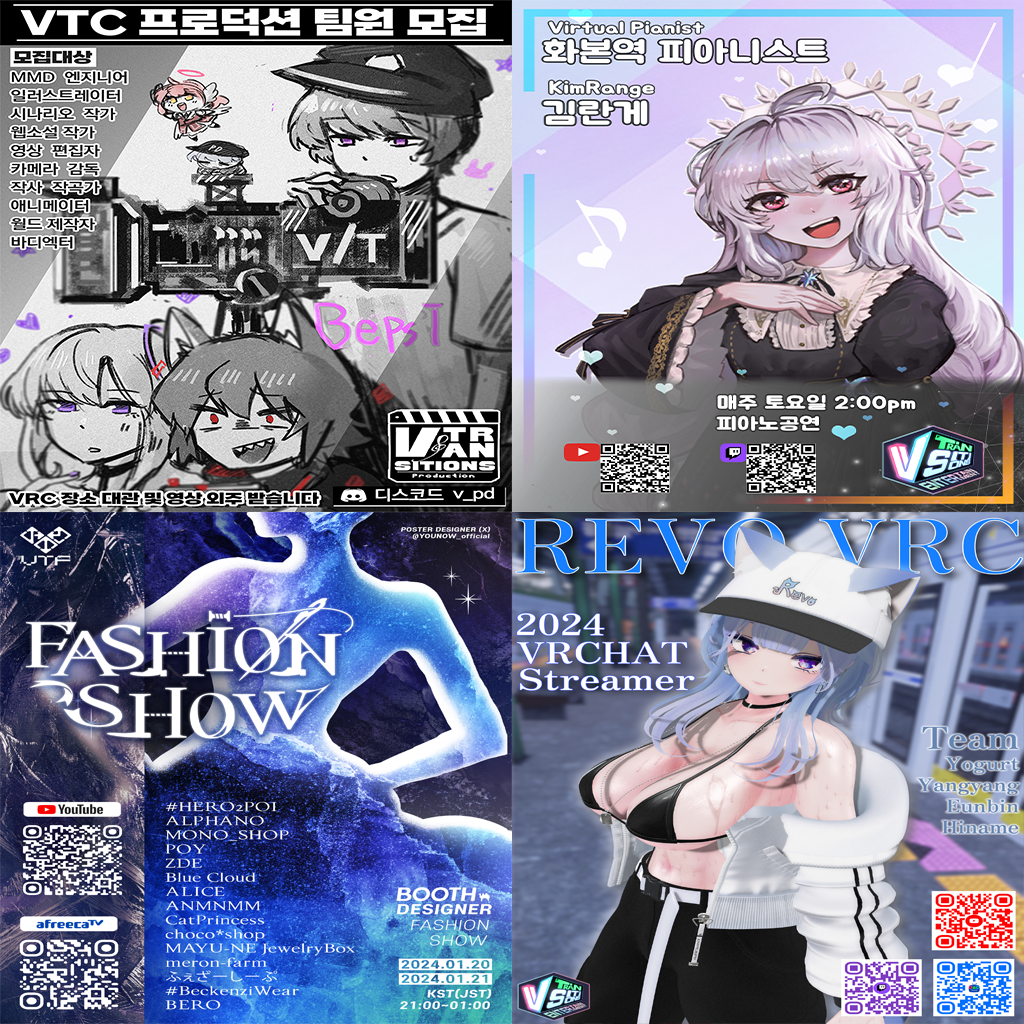 VTC 프로덕션 팀원 모집
모집대상
MMD 엔지니어
일러스트레이터
시나리오 작가
웹소설 작가
영상 편집자
카메라 감독
작사 작곡가
애니메이터
월드 제작자
바디엑터
PD
V/T
BepsT
V&TR
ANSITIONS
Production
VRC 장소 대관 및 영상 외주 받습니다
디스코드 v_pd
Virtual Pianist
화본역 피아니스트
KimRange
김란게
매주 토요일 2:00pm
피아노공연
VTF
POSTER DESIGNER (X)
@YOUNOW_official
FASHION
SHOW
YouTube
afreecaTV
#HERO2POI
ALPHANO
MONO_SHOP
POY
ZDE
Blue Cloud
ALICE
ANMNMM
CatPrincess
choco*shop
MAYU-NE JewelryBox
meron-farm
ふぇざーしーぷ
#BeckenziWear
BERO
BOOTH
DESIGNER
FASHION
SHOW
2024.01.20
2024.01.21
KST(JST)
21:00-01:00
REVO VRC
Revo
2024
VRCHAT
Streamer
Team
Yogurt
Yangyang
Eunbin
Hiname